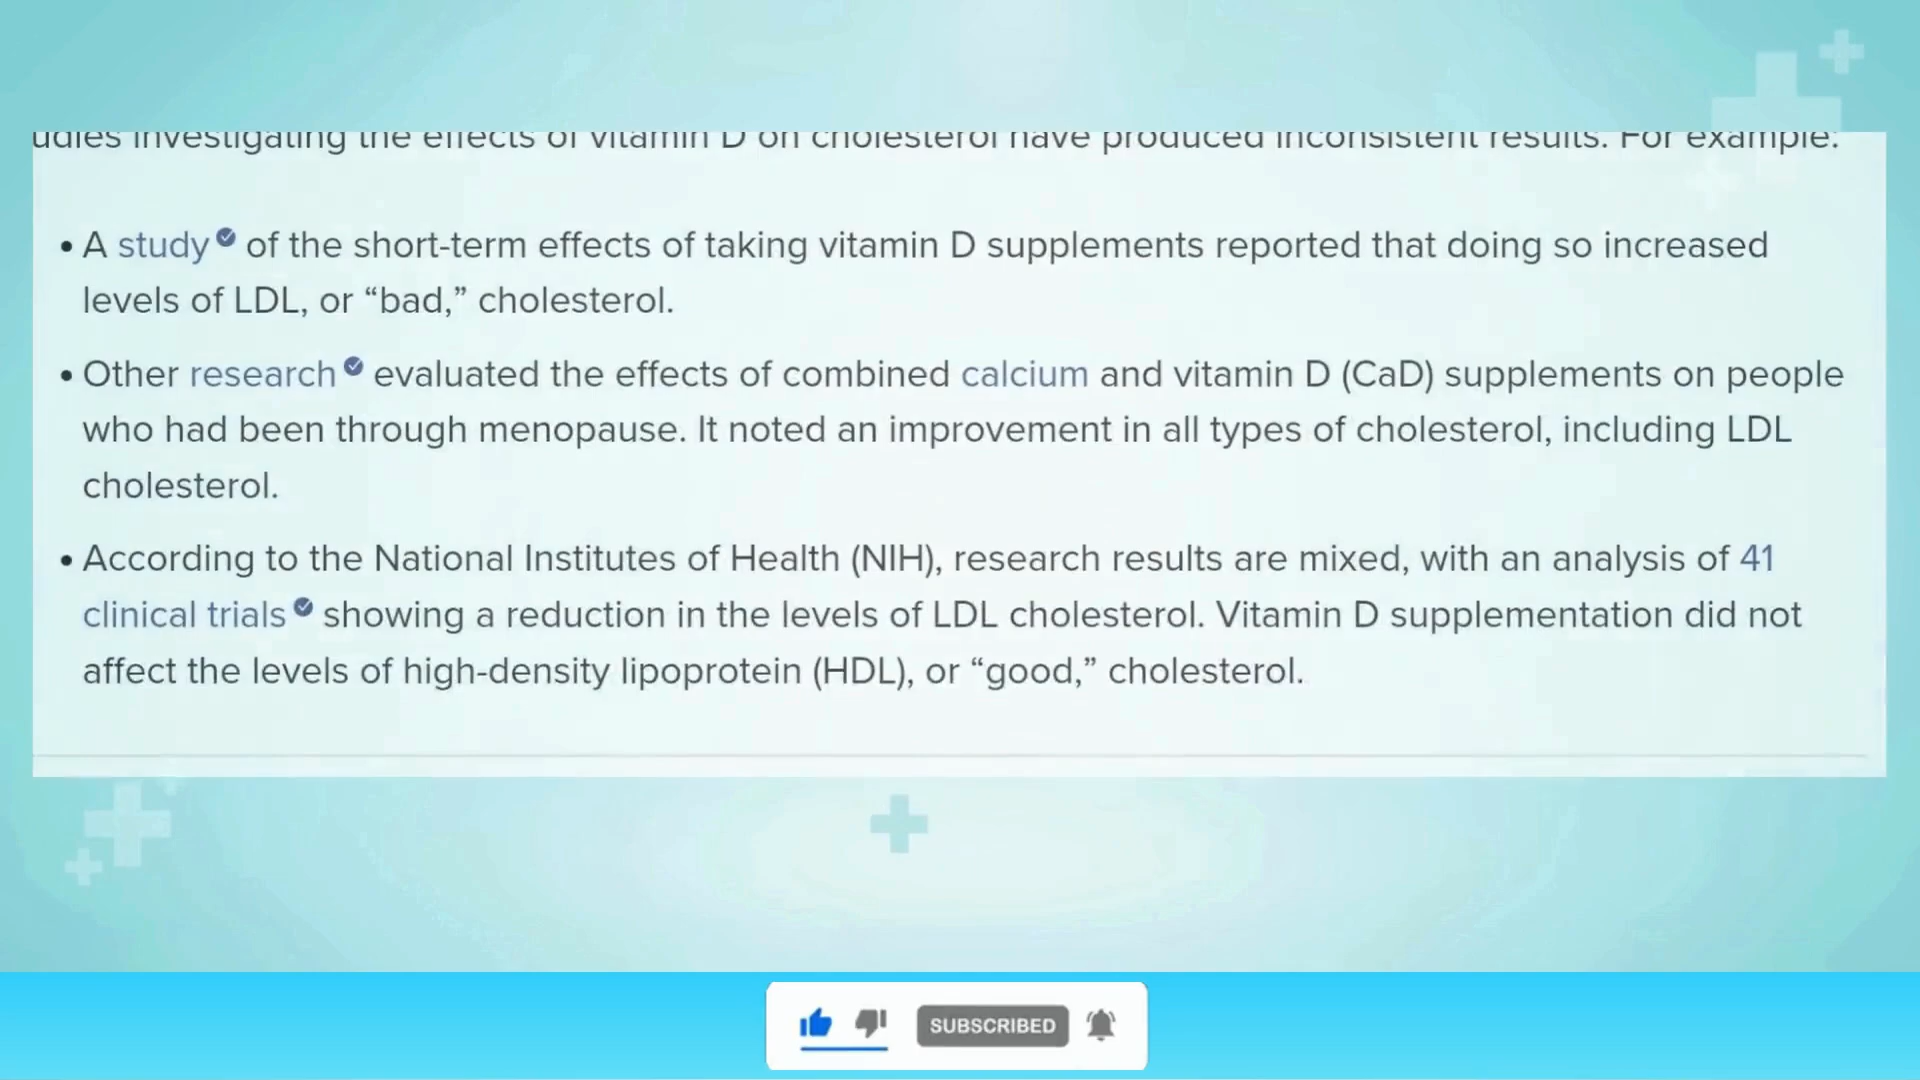 udies investigating the effects of vitamin D on cholesterol have produced inconsistent results. For example:
• A study of the short-term effects of taking vitamin D supplements reported that doing so increased
levels of LDL, or “bad,” cholesterol.
• Other research evaluated the effects of combined calcium and vitamin D (CaD) supplements on people
who had been through menopause. It noted an improvement in all types of cholesterol, including LDL
cholesterol.
• According to the National Institutes of Health (NIH), research results are mixed, with an analysis of 41
clinical trials showing a reduction in the levels of LDL cholesterol. Vitamin D supplementation did not
affect the levels of high-density lipoprotein (HDL), or “good,” cholesterol.
SUBSCRIBED